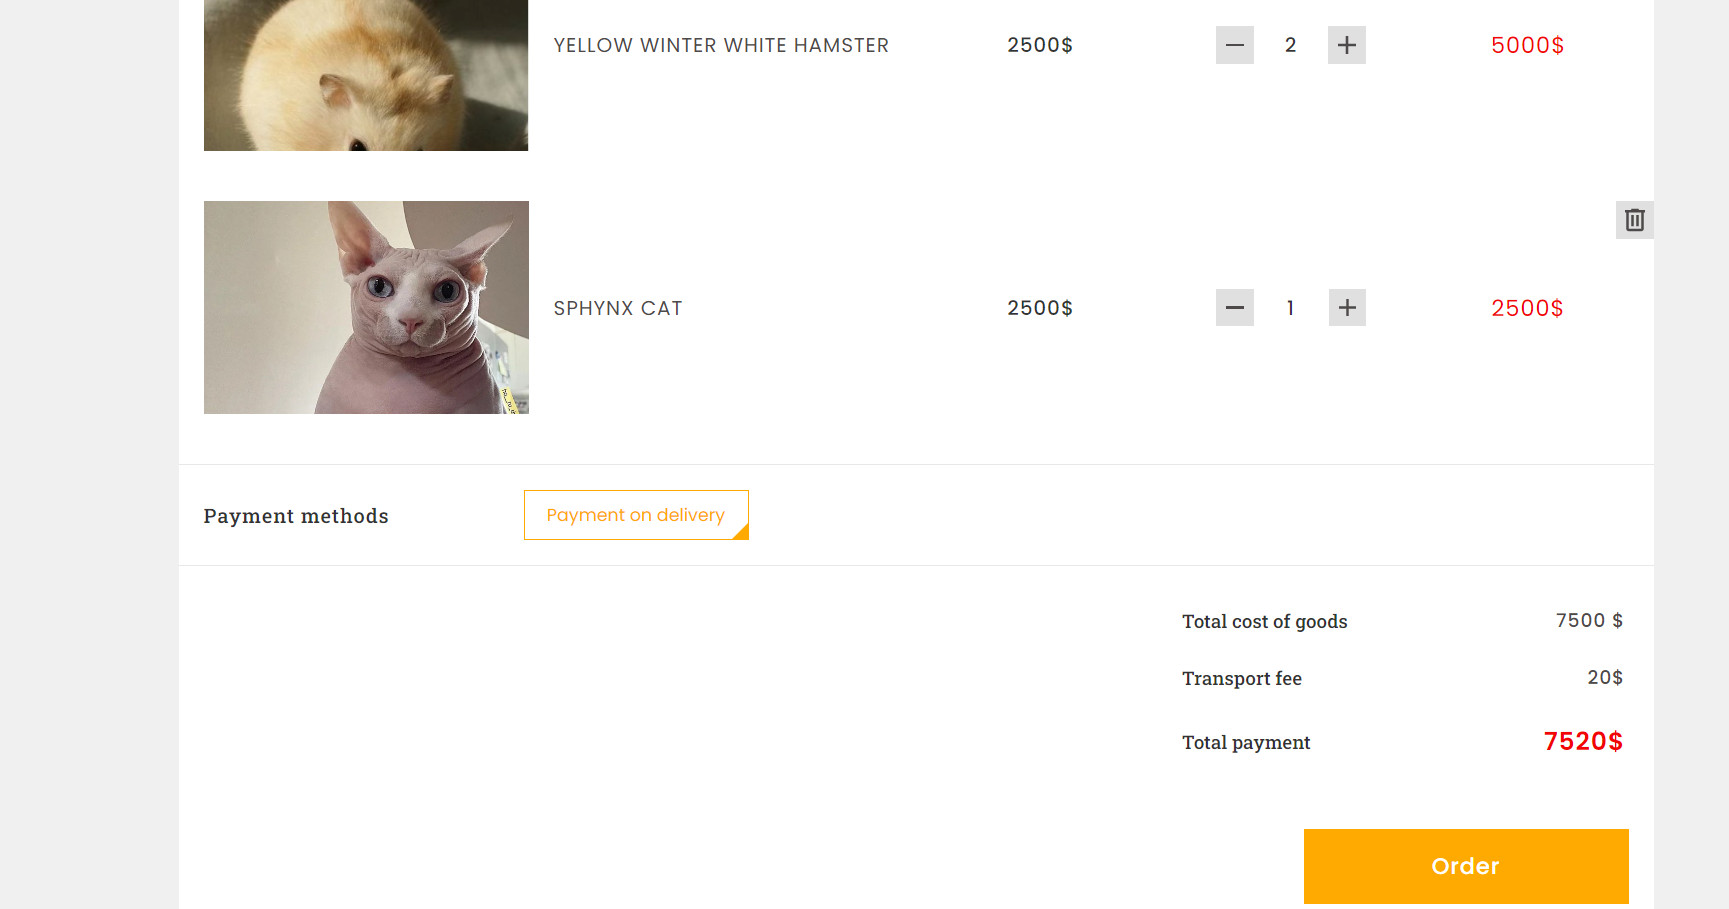 YELLOW WINTER WHITE HAMSTER 2500$ 2 5000$
SPHYNX CAT 2500$ 1 2500$
Payment methods Payment on delivery
Total cost of goods 7500 $
Transport fee 20$
Total payment 7520$
Order